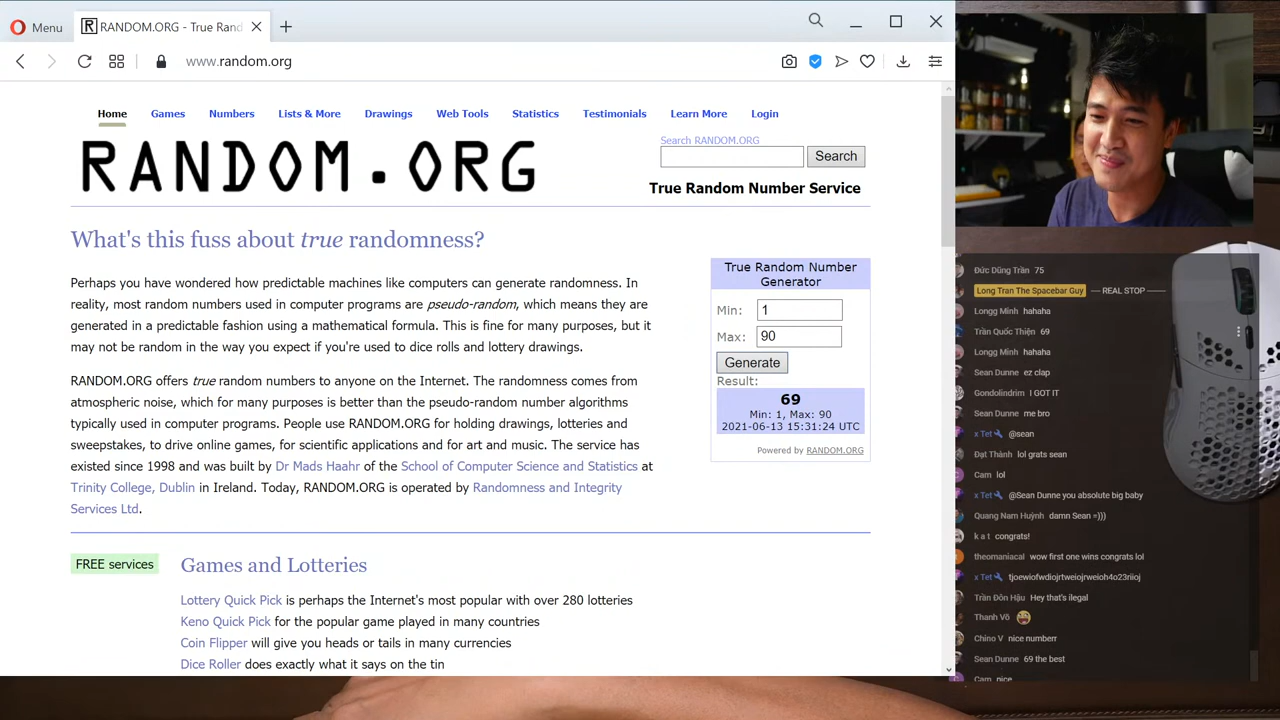 Menu
RANDOM.ORG - True Rand
www.random.org
Home Games Numbers Lists & More Drawings Web Tools Statistics Testimonials Learn More Login
RANDOM.ORG
Search RANDOM.ORG
Search
True Random Number Service
What's this fuss about true randomness?
Perhaps you have wondered how predictable machines like computers can generate randomness. In
reality, most random numbers used in computer programs are pseudo-random, which means they are
generated in a predictable fashion using a mathematical formula. This is fine for many purposes, but it
may not be random in the way you expect if you're used to dice rolls and lottery drawings.
RANDOM.ORG offers true random numbers to anyone on the Internet. The randomness comes from
atmospheric noise, which for many purposes is better than the pseudo-random number algorithms
typically used in computer programs. People use RANDOM.ORG for holding drawings, lotteries and
sweepstakes, to drive online games, for scientific applications and for art and music. The service has
existed since 1998 and was built by Dr Mads Haahr of the School of Computer Science and Statistics at
Trinity College, Dublin in Ireland. Today, RANDOM.ORG is operated by Randomness and Integrity
Services Ltd.
True Random Number
Generator
Min: 1
Max: 90
Generate
Result:
69
Min: 1, Max: 90
2021-06-13 15:31:24 UTC
Powered by RANDOM.ORG
FREE services
Games and Lotteries
Lottery Quick Pick is perhaps the Internet's most popular with over 280 lotteries
Keno Quick Pick for the popular game played in many countries
Coin Flipper will give you heads or tails in many currencies
Dice Roller does exactly what it says on the tin
Đức Dũng Trần 75
Long Tran The Spacebar Guy ---- REAL STOP -------
Longg Minh hahaha
Trần Quốc Thiện 69
Longg Minh hahaha
Sean Dunne ez clap
Gondolindrim I GOT IT
Sean Dunne me bro
x Tet @sean
Đạt Thành lol grats sean
Cam lol
x Tet @Sean Dunne you absolute big baby
Quang Nam Huỳnh damn Sean =)))
k a t congrats!
theomaniacal wow first one wins congrats lol
x Tet tjoewiofwdiojrtweiojrweioh4o23riioj
Trần Đôn Hậu Hey that's ilegal
Thanh Võ
Chino V nice numberr
Sean Dunne 69 the best
Cam nice